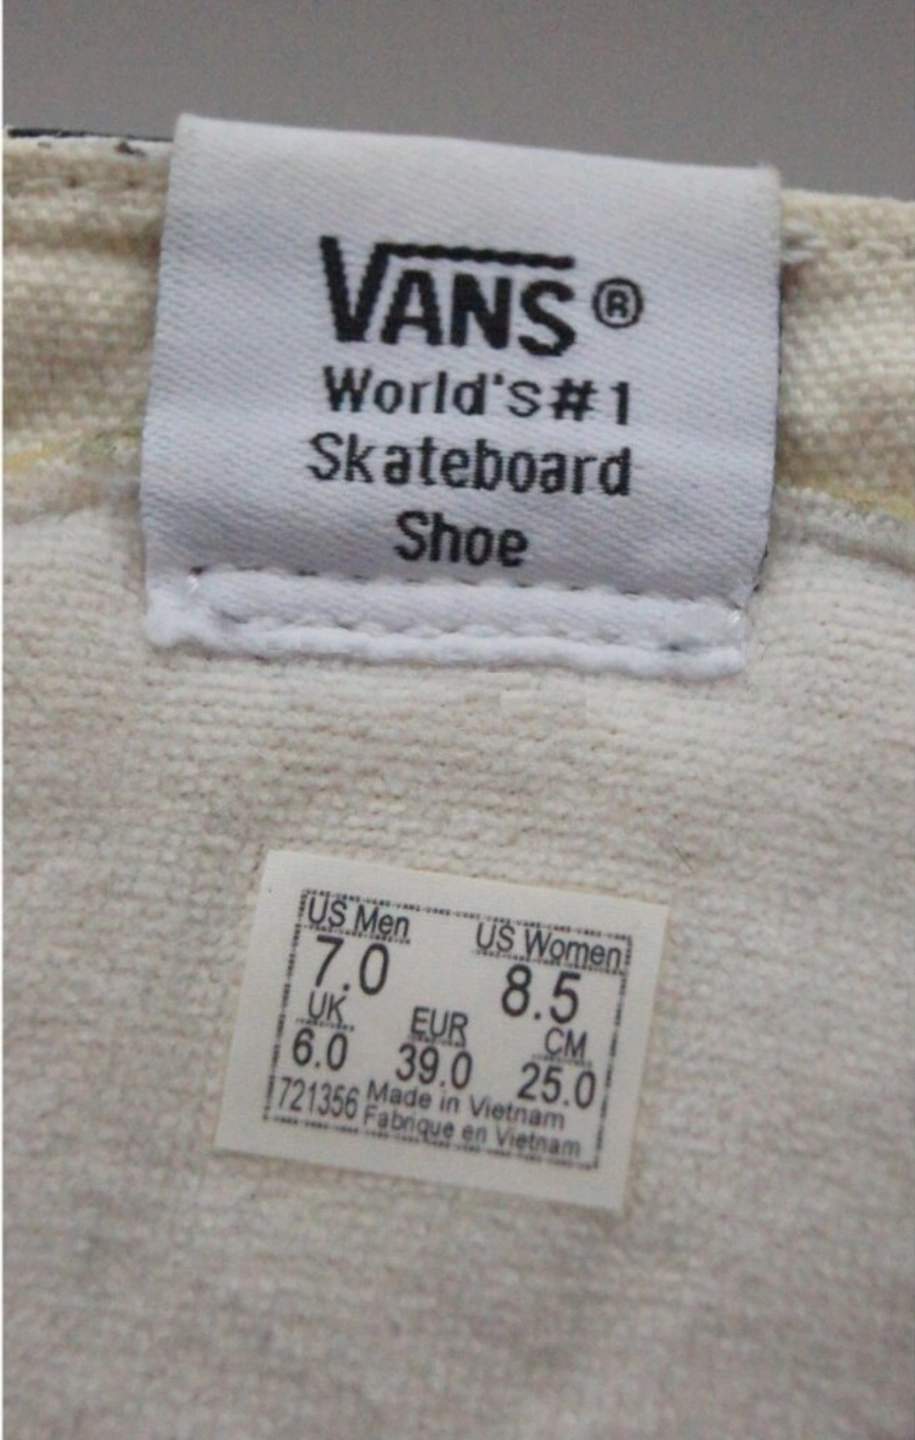 VANS®
World's#1
Skateboard
Shoe
US Men US Women
7.0 8.5
UK EUR CM
6.0 39.0 25.0
721356 Made in Vietnam
Fabrique en Vietnam